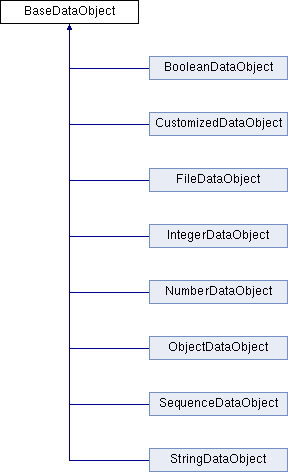 BaseDataObject
BooleanDataObject
CustomizedDataObject
FileDataObject
IntegerDataObject
NumberDataObject
ObjectDataObject
SequenceDataObject
StringDataObject